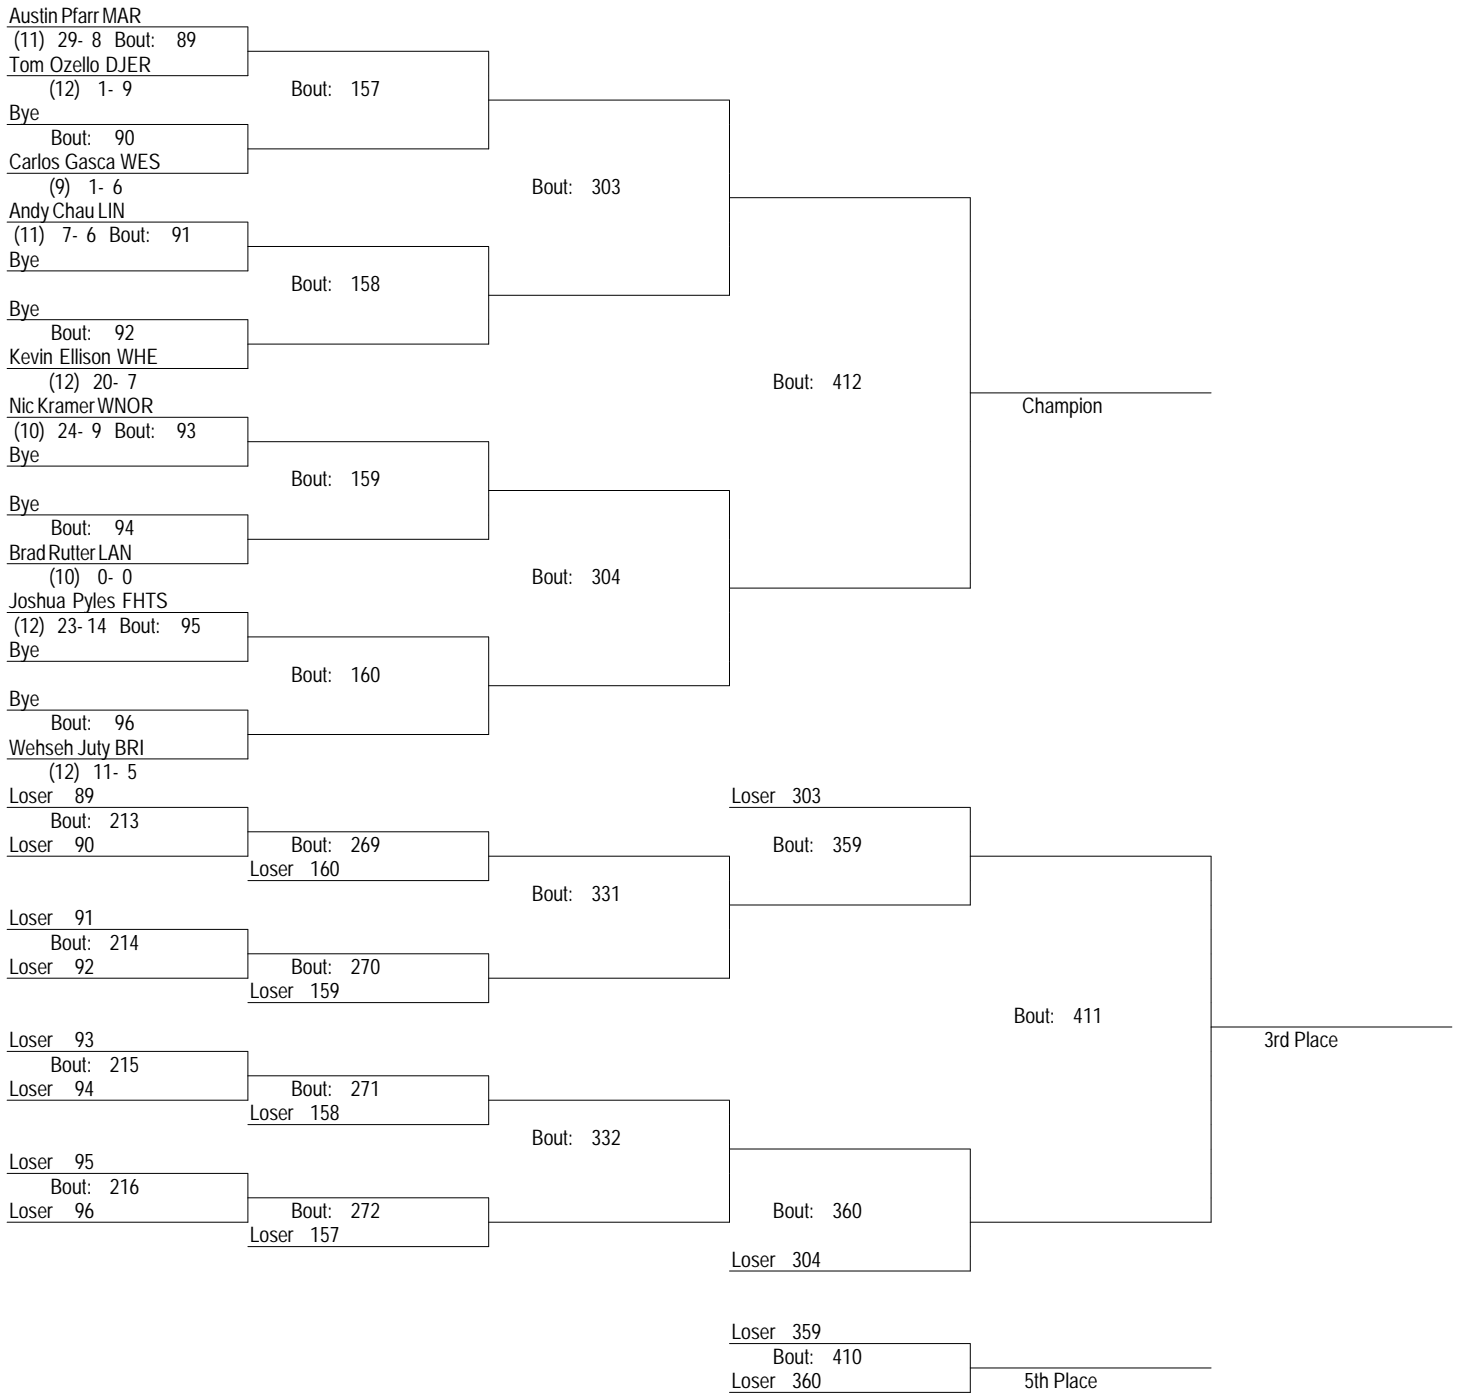 Austin Pfarr MAR
(11) 29- 8 Bout: 89
Tom Ozello DJER
(12) 1- 9
Bye
Bout: 90
Carlos Gasca WES
(9) 1- 6
Andy Chau LIN
(11) 7- 6 Bout: 91
Bye
Bye
Bout: 92
Kevin Ellison WHE
(12) 20- 7
Nic Kramer WNOR
(10) 24- 9 Bout: 93
Bye
Bye
Bout: 94
Brad Rutter LAN
(10) 0- 0
Joshua Pyles FHTS
(12) 23- 14 Bout: 95
Bye
Bye
Bout: 96
Wehseh Juty BRI
(12) 11- 5
Bout: 157
Bout: 158
Bout: 159
Bout: 160
Bout: 303
Bout: 304
Bout: 412
Champion
Loser 89
Bout: 213
Loser 90
Loser 91
Bout: 214
Loser 92
Loser 93
Bout: 215
Loser 94
Loser 95
Bout: 216
Loser 96
Bout: 269
Loser 160
Bout: 270
Loser 159
Bout: 271
Loser 158
Bout: 272
Loser 157
Bout: 331
Bout: 332
Loser 303
Bout: 359
Bout: 360
Loser 304
Bout: 411
3rd Place
Loser 359
Bout: 410
Loser 360
5th Place